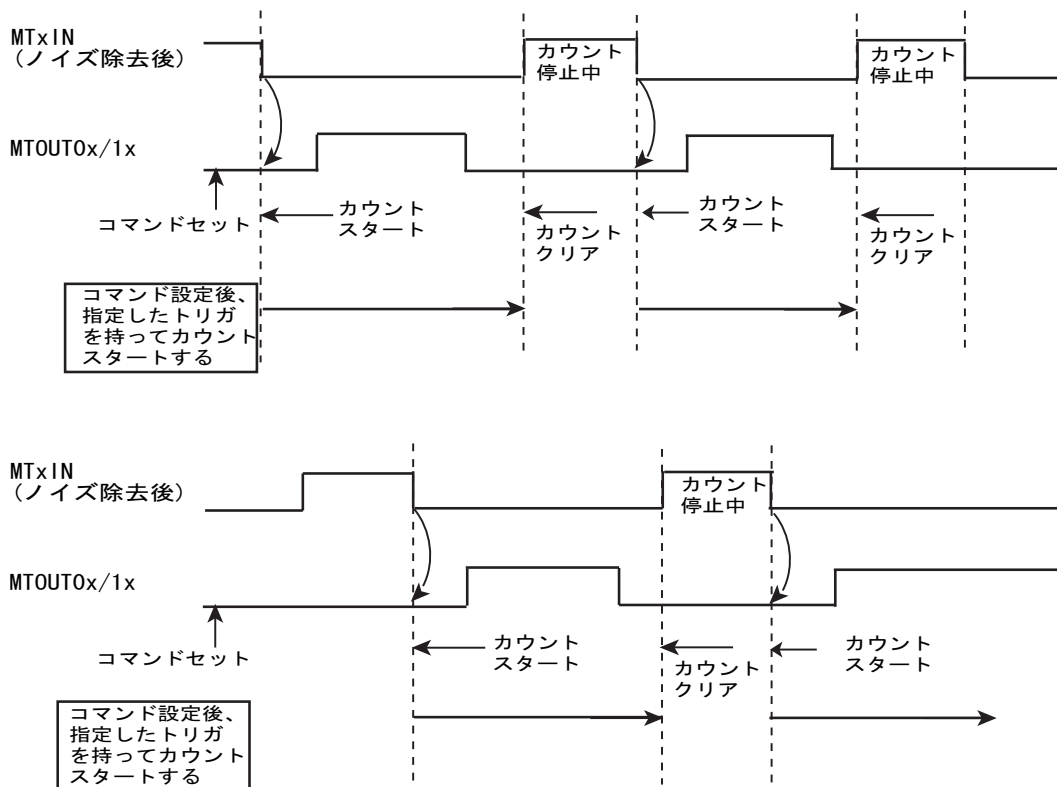 MTxIN
(ノイズ除去後)
カウント
停止中
カウント
停止中
MTOUT0x/1x
コマンドセット
カウント
スタート
カウント
クリア
カウント
スタート
カウント
クリア
コマンド設定後、
指定したトリガ
を持ってカウント
スタートする
MTxIN
(ノイズ除去後)
カウント
停止中
MTOUT0x/1x
コマンドセット
カウント
スタート
カウント
クリア
カウント
スタート
コマンド設定後、
指定したトリガ
を持ってカウント
スタートする